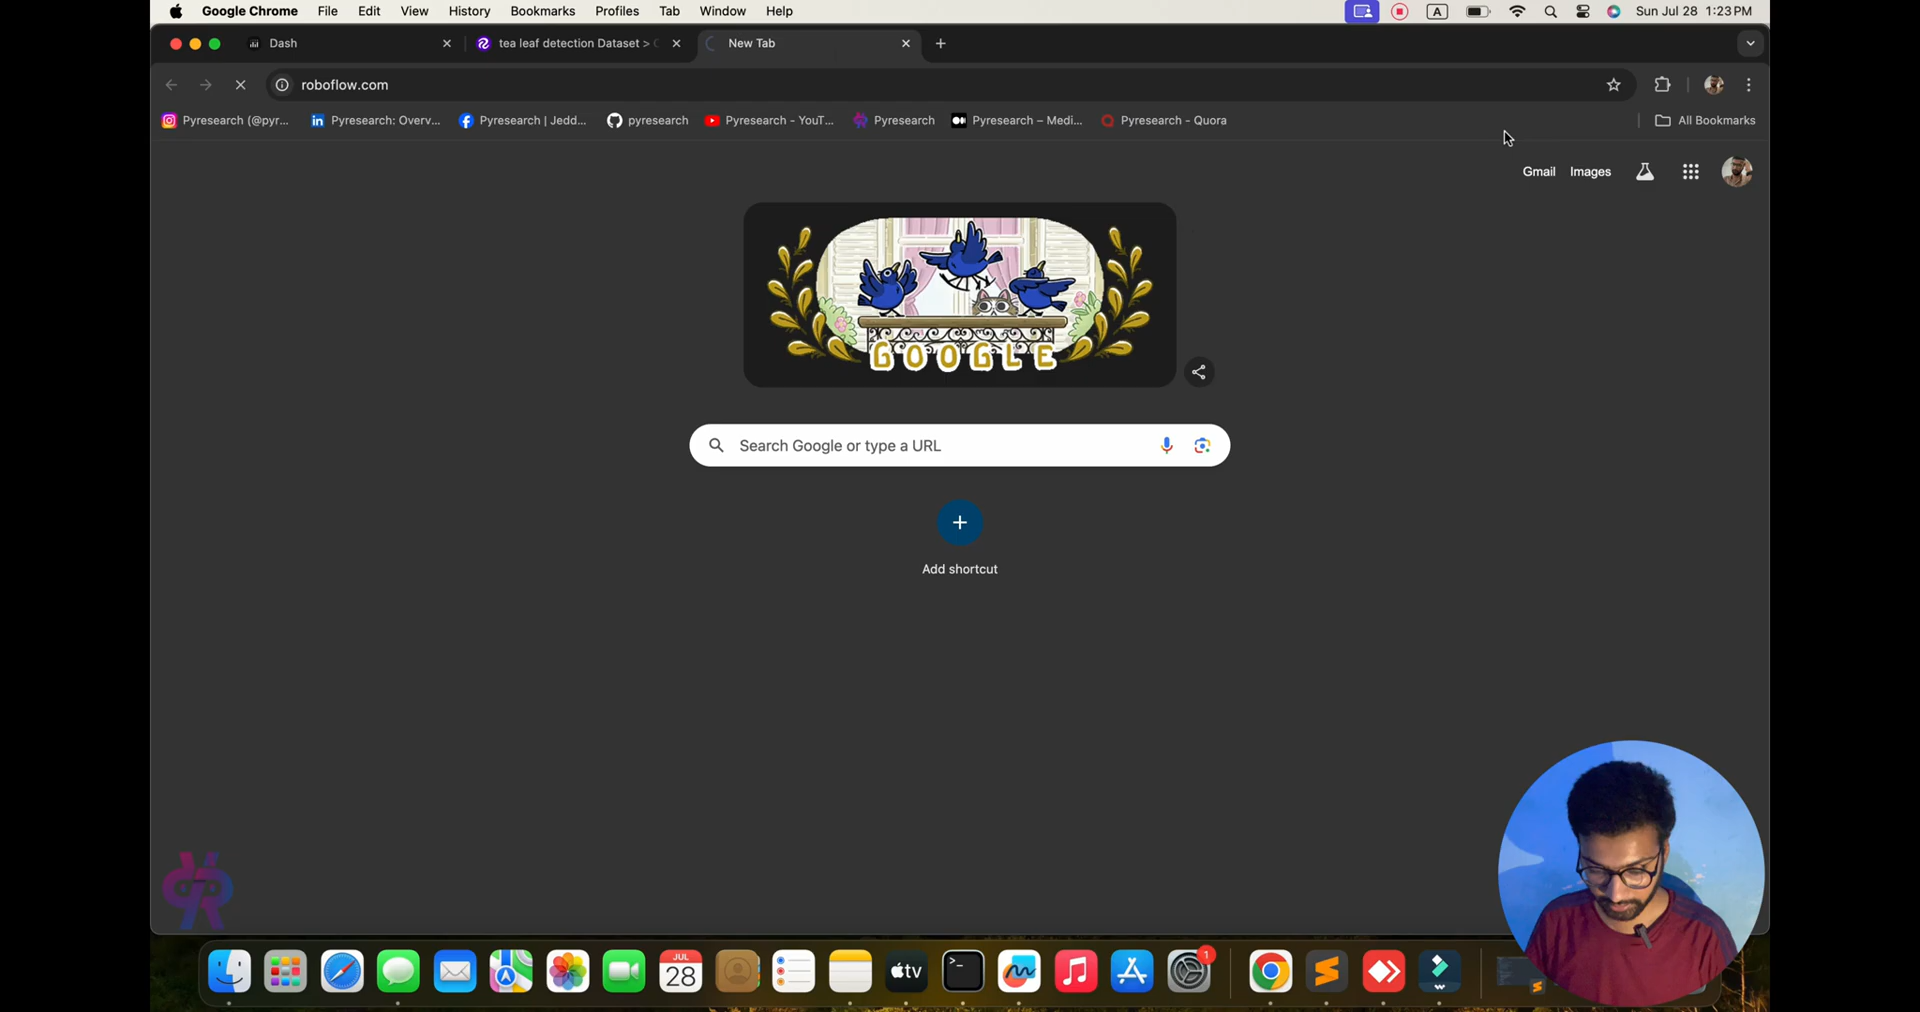 Google Chrome File Edit View History Bookmarks Profiles Tab Window Help A Sun Jul 28 1:23 PM
Dash tea leaf detection Dataset > New Tab
roboflow.com
Pyresearch (@pyr... Pyresearch: Overv... Pyresearch | Jedd... pyresearch Pyresearch - YouT... Pyresearch Pyresearch – Medi... Pyresearch - Quora All Bookmarks
Gmail Images
GOOGLE
Search Google or type a URL
Add shortcut
JUL
28
tv
1